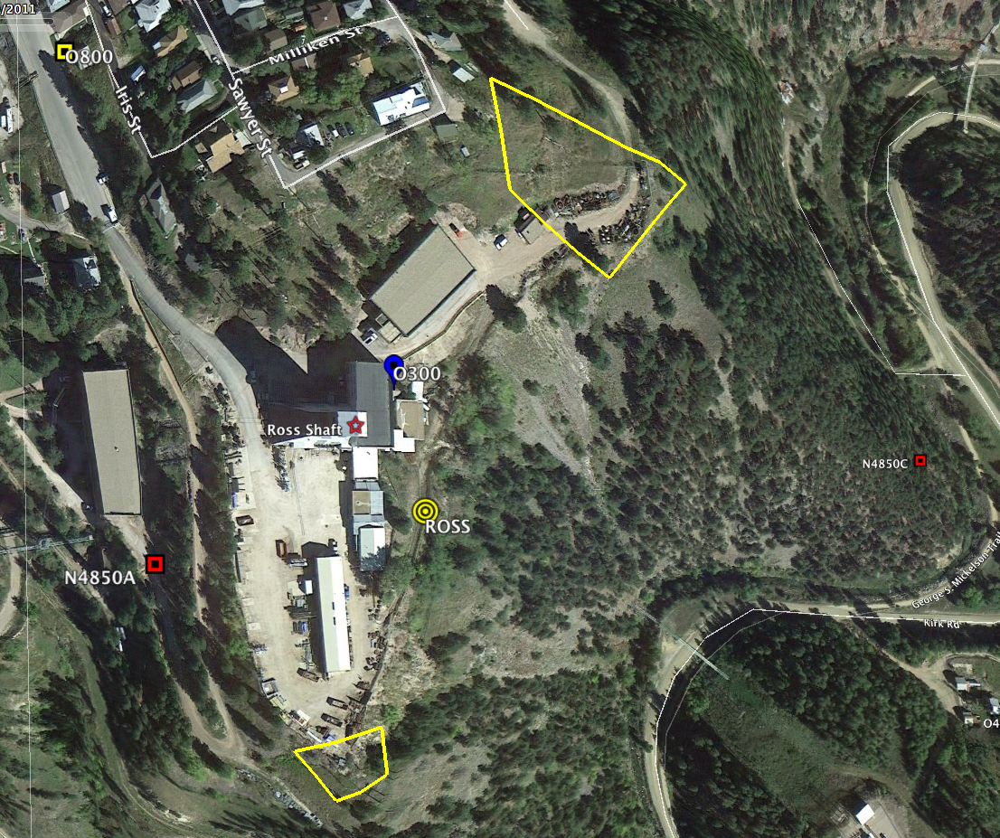 /2011
O800
Milliken St
Iris St
Sawyer St
O300
Ross Shaft
N4850C
ROSS
N4850A
George S. Mickelson Trail
Kirk Rd
O4